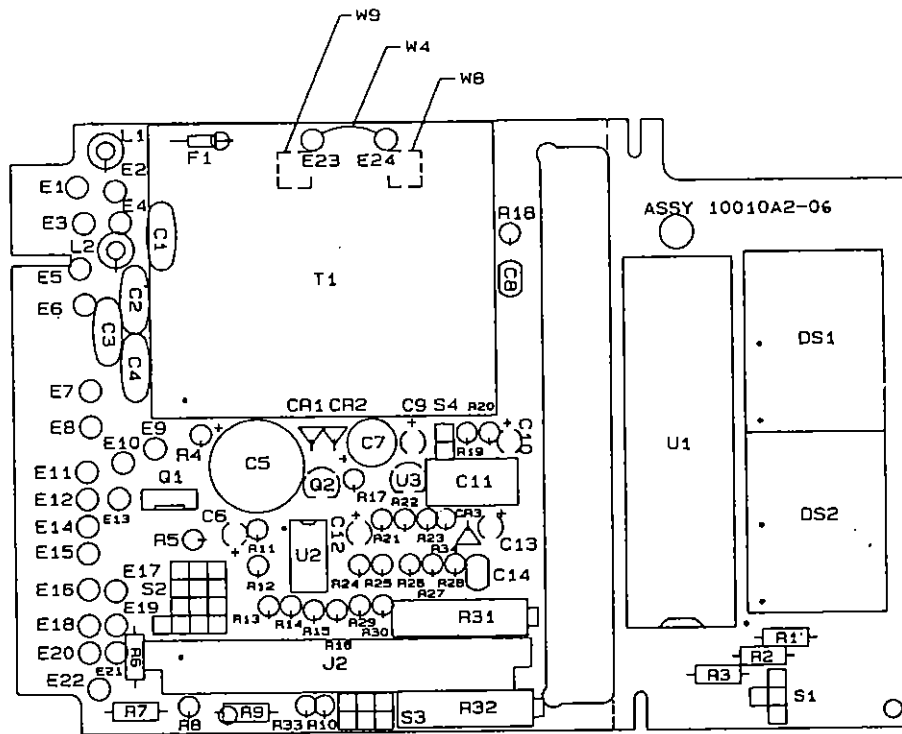 W9
W4
W8
L1
F1
E23
E24
E2
E1
E4
E3
R18
ASSY 10010A2-06
L2
C1
E5
T1
C8
C2
E6
C3
DS1
C4
E7
CR1 CR2
C9 S4
R20
E8
E9
R4
C7
R19
C10
U1
E10
C5
E11
Q1
Q2
U3
C11
R17
E12
E13
C6
R22
CR3
DS2
E14
R21
R23
R5
R11
U2
C12
R34
C13
E15
E17
R12
R24
R25
R26
R28
C14
E16
S2
R27
E19
R13
R14
R15
R29
R30
R31
E18
R16
R1
E20
E21
R6
J2
R2
R3
E22
S1
R7
R8
R9
R33
R10
S3
R32